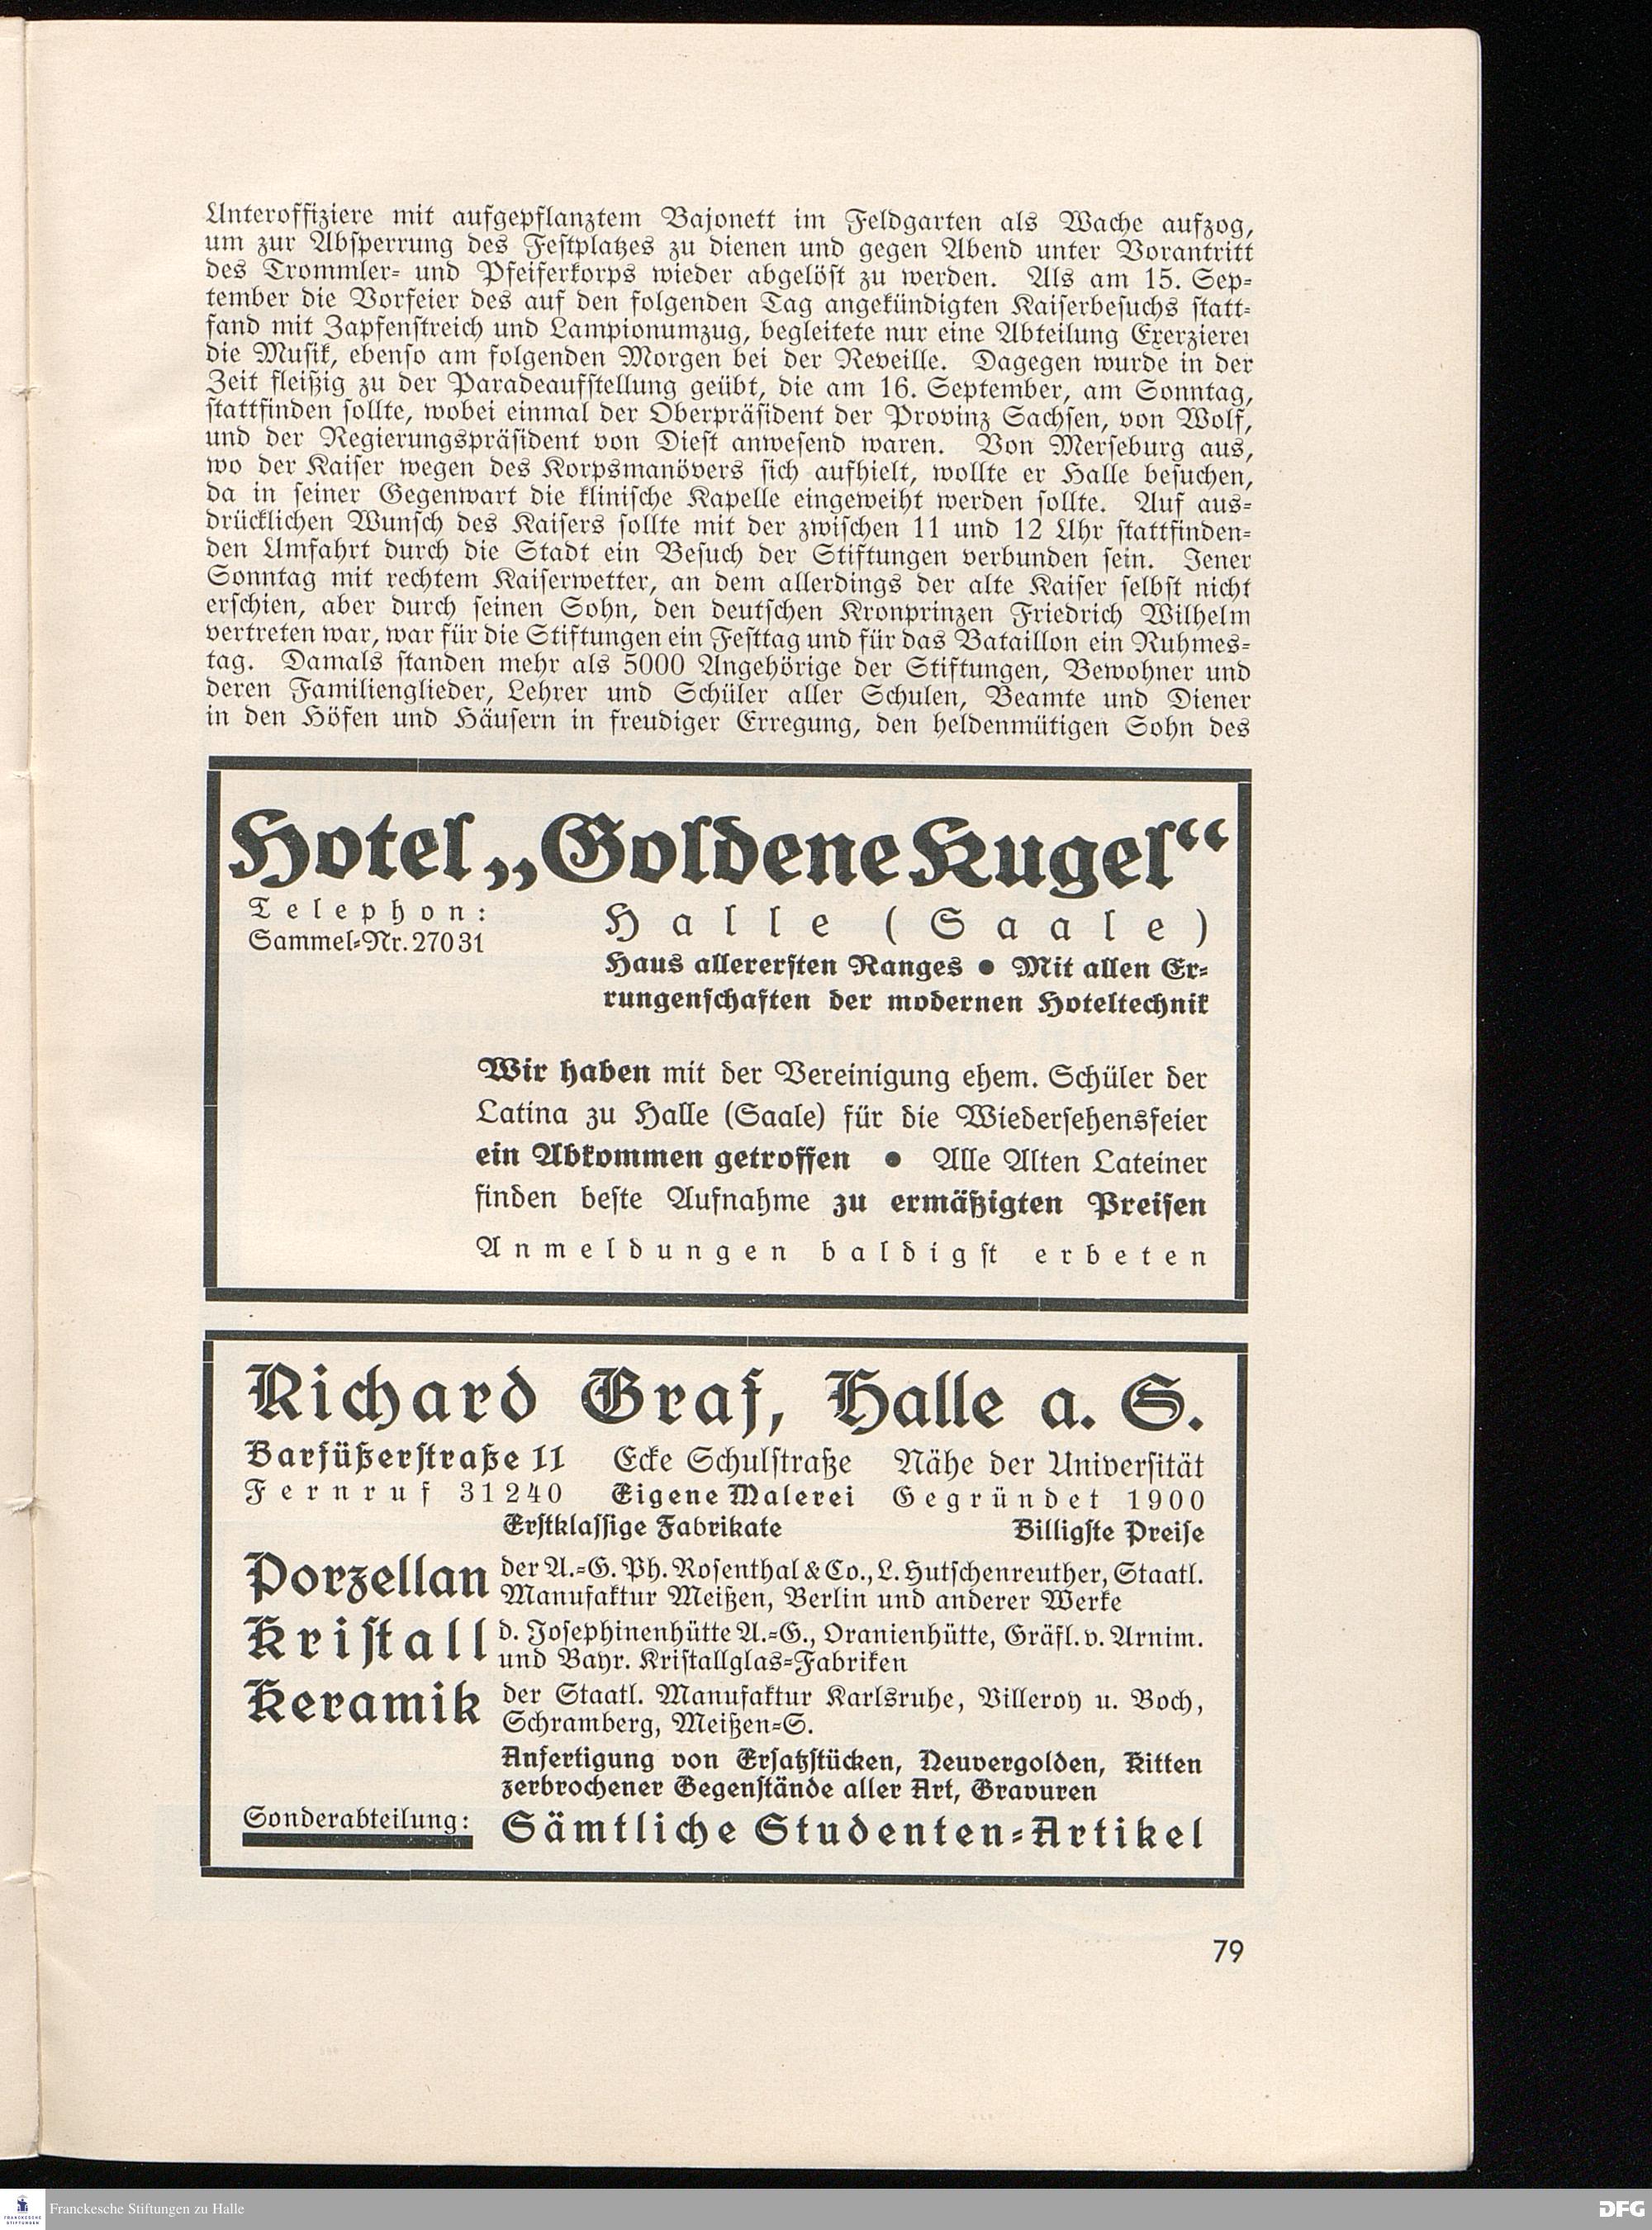 Unteroffiziere mit aufgepflanztem Bajonett im Feldgarten als Wache aufzog,
um zur Absperrung des Festplatzes zu dienen und gegen Abend unter Vorantritt
des Trommler- und Pfeiferkorps wieder abgelöst zu werden. Als am 15. Sep-
tember die Vorfeier des auf den folgenden Tag angekündigten Kaiserbesuchs statt-
fand mit Zapfenstreich und Lampionumzug, begleitete nur eine Abteilung Exerzierer
die Musik, ebenso am folgenden Morgen bei der Reveille. Dagegen wurde in der
Zeit fleißig zu der Paradeaufstellung geübt, die am 16. September, am Sonntag,
stattfinden sollte, wobei einmal der Oberpräsident der Provinz Sachsen, von Wolf,
und der Regierungspräsident von Diest anwesend waren. Von Merseburg aus,
wo der Kaiser wegen des Korpsmanövers sich aufhielt, wollte er Halle besuchen,
da in seiner Gegenwart die klinische Kapelle eingeweiht werden sollte. Auf aus-
drücklichen Wunsch des Kaisers sollte mit der zwischen 11 und 12 Uhr stattfinden-
den Umfahrt durch die Stadt ein Besuch der Stiftungen verbunden sein. Jener
Sonntag mit rechtem Kaiserwetter, an dem allerdings der alte Kaiser selbst nicht
erschien, aber durch seinen Sohn, den deutschen Kronprinzen Friedrich Wilhelm
vertreten war, war für die Stiftungen ein Festtag und für das Bataillon ein Ruhmes-
tag. Damals standen mehr als 5000 Angehörige der Stiftungen, Bewohner und
deren Familienglieder, Lehrer und Schüler aller Schulen, Beamte und Diener
in den Höfen und Häusern in freudiger Erregung, den heldenmütigen Sohn des
Hotel „Goldene Kugel“
Telephon:
Sammel-Nr. 27031
Halle (Saale)
Haus allerersten Ranges ● Mit allen Er-
rungenschaften der modernen Hoteltechnik
Wir haben mit der Vereinigung ehem. Schüler der
Latina zu Halle (Saale) für die Wiedersehensfeier
ein Abkommen getroffen ● Alle Alten Lateiner
finden beste Aufnahme zu ermäßigten Preisen
Anmeldungen baldigst erbeten
Richard Graf, Halle a. S.
Barfüßerstraße 11 Ecke Schulstraße Nähe der Universität
Fernruf 31240 Eigene Malerei Gegründet 1900
Erstklassige Fabrikate Billigste Preise
Porzellan der A.-G. Ph. Rosenthal & Co., L. Hutschenreuther, Staatl.
Manufaktur Meißen, Berlin und anderer Werke
Kristall d. Josephinenhütte A.-G., Oranienhütte, Gräfl. v. Arnim.
und Bayr. Kristallglas-Fabriken
Keramik der Staatl. Manufaktur Karlsruhe, Villeroy u. Boch,
Schramberg, Meißen-S.
Anfertigung von Ersatzstücken, Neuvergolden, Kitten
zerbrochener Gegenstände aller Art, Gravuren
Sonderabteilung: Sämtliche Studenten-Artikel
79
FRANCKESCHE STIFTUNGEN
Franckesche Stiftungen zu Halle
DFG